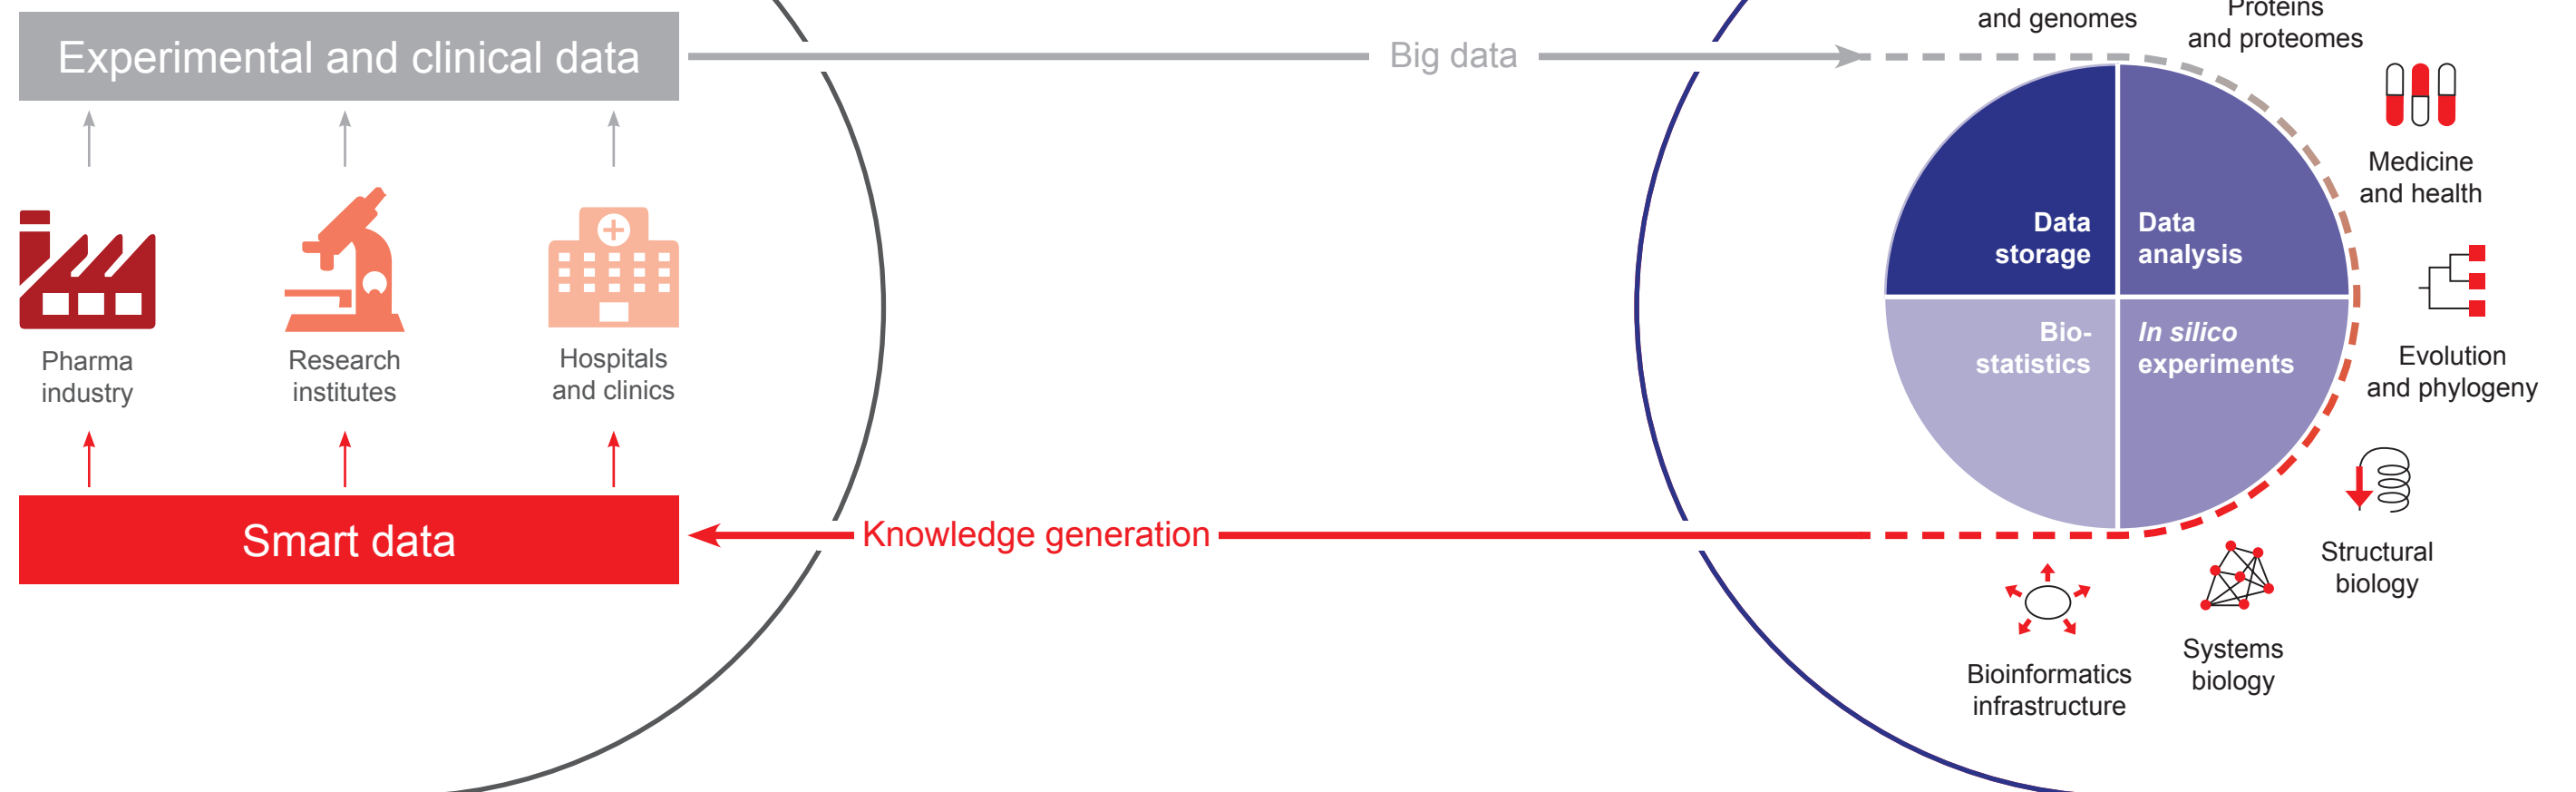 and genomes
Proteins
and proteomes
Experimental and clinical data
Big data
Medicine
and health
Data
storage
Data
analysis
Bio-
statistics
In silico
experiments
Evolution
and phylogeny
Pharma
industry
Research
institutes
Hospitals
and clinics
Smart data
Knowledge generation
Structural
biology
Systems
biology
Bioinformatics
infrastructure